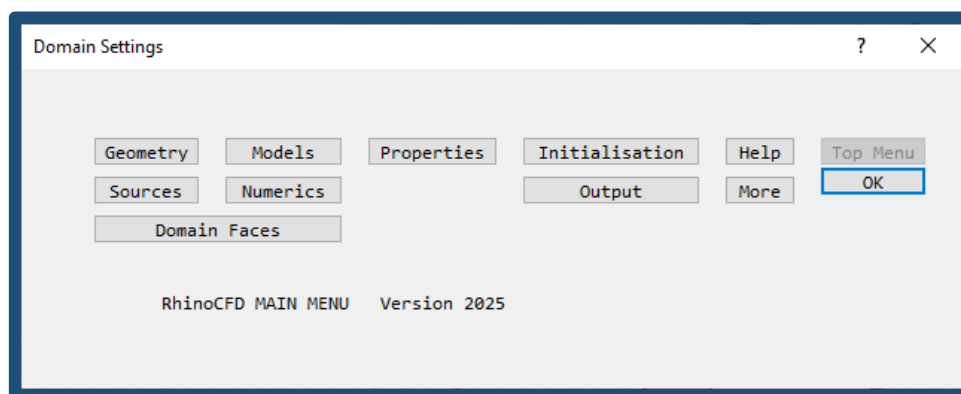 Domain Settings ? ×
Geometry Models Properties Initialisation Help Top Menu
Sources Numerics Output More OK
Domain Faces
RhinoCFD MAIN MENU Version 2025